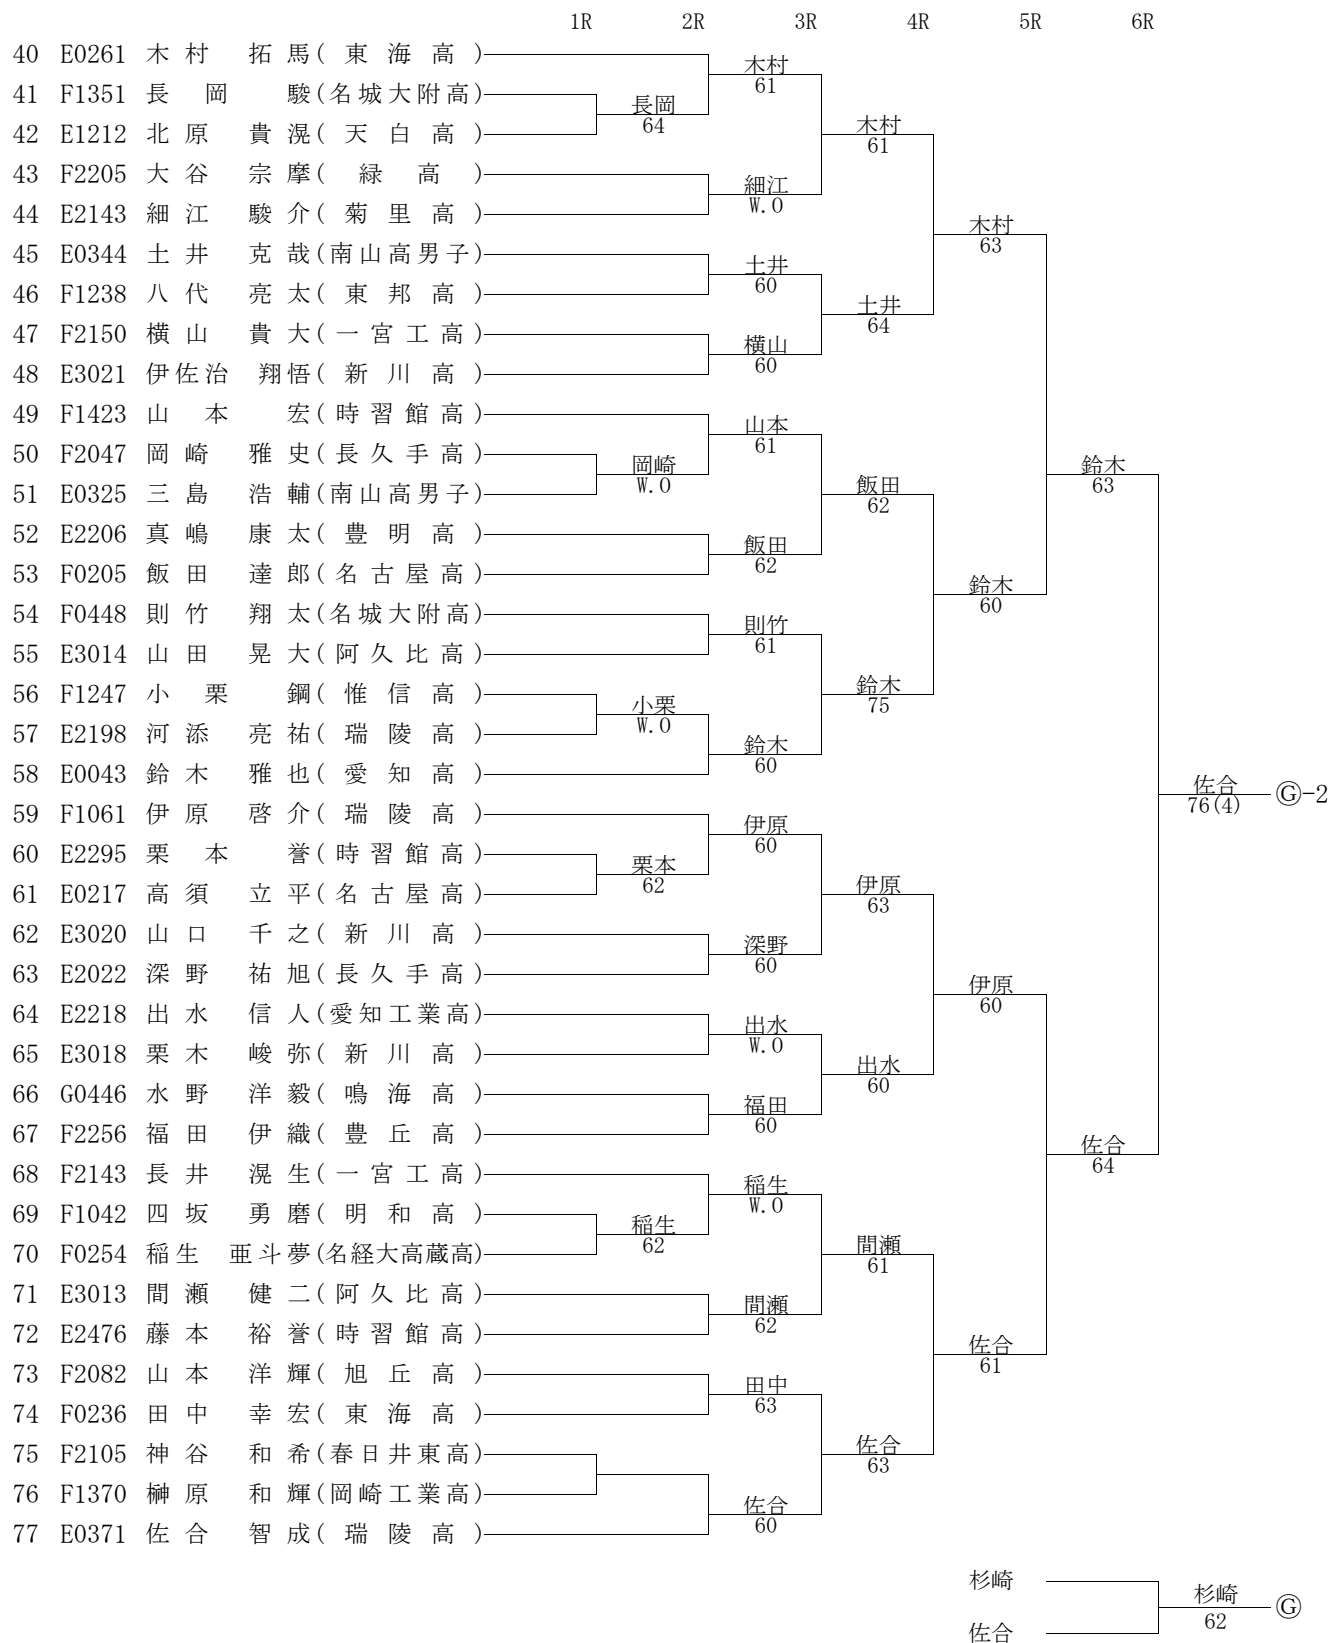 1R 2R 3R 4R 5R 6R
40 E0261 木村 拓馬(東海高)
木村
61
41 F1351 長岡 駿(名城大附高)
長岡
64
42 E1212 北原 貴滉(天白高)
木村
61
43 F2205 大谷 宗摩(緑高)
細江
W.O
44 E2143 細江 駿介(菊里高)
木村
63
45 E0344 土井 克哉(南山高男子)
土井
60
46 F1238 八代 亮太(東邦高)
土井
64
47 F2150 横山 貴大(一宮工高)
横山
60
48 E3021 伊佐治 翔悟(新川高)
49 F1423 山本 宏(時習館高)
山本
61
50 F2047 岡崎 雅史(長久手高)
岡崎
W.O
鈴木
63
51 E0325 三島 浩輔(南山高男子)
飯田
62
52 E2206 真嶋 康太(豊明高)
飯田
62
53 F0205 飯田 達郎(名古屋高)
鈴木
60
54 F0448 則竹 翔太(名城大附高)
則竹
61
55 E3014 山田 晃大(阿久比高)
56 F1247 小栗 鋼(惟信高)
鈴木
75
小栗
W.O
57 E2198 河添 亮祐(瑞陵高)
鈴木
60
58 E0043 鈴木 雅也(愛知高)
佐合
76(4)
Ⓖ-2
59 F1061 伊原 啓介(瑞陵高)
伊原
60
60 E2295 栗本 誉(時習館高)
栗本
62
61 E0217 高須 立平(名古屋高)
伊原
63
62 E3020 山口 千之(新川高)
深野
60
63 E2022 深野 祐旭(長久手高)
伊原
60
64 E2218 出水 信人(愛知工業高)
出水
W.O
65 E3018 栗木 峻弥(新川高)
出水
60
66 G0446 水野 洋毅(鳴海高)
福田
60
67 F2256 福田 伊織(豊丘高)
佐合
64
68 F2143 長井 滉生(一宮工高)
稲生
W.O
69 F1042 四坂 勇磨(明和高)
稲生
62
70 F0254 稲生 亜斗夢(名経大高蔵高)
間瀬
61
71 E3013 間瀬 健二(阿久比高)
間瀬
62
72 E2476 藤本 裕誉(時習館高)
佐合
61
73 F2082 山本 洋輝(旭丘高)
田中
63
74 F0236 田中 幸宏(東海高)
75 F2105 神谷 和希(春日井東高)
佐合
63
76 F1370 榊原 和輝(岡崎工業高)
佐合
60
77 E0371 佐合 智成(瑞陵高)
杉崎
杉崎
62
Ⓖ
佐合